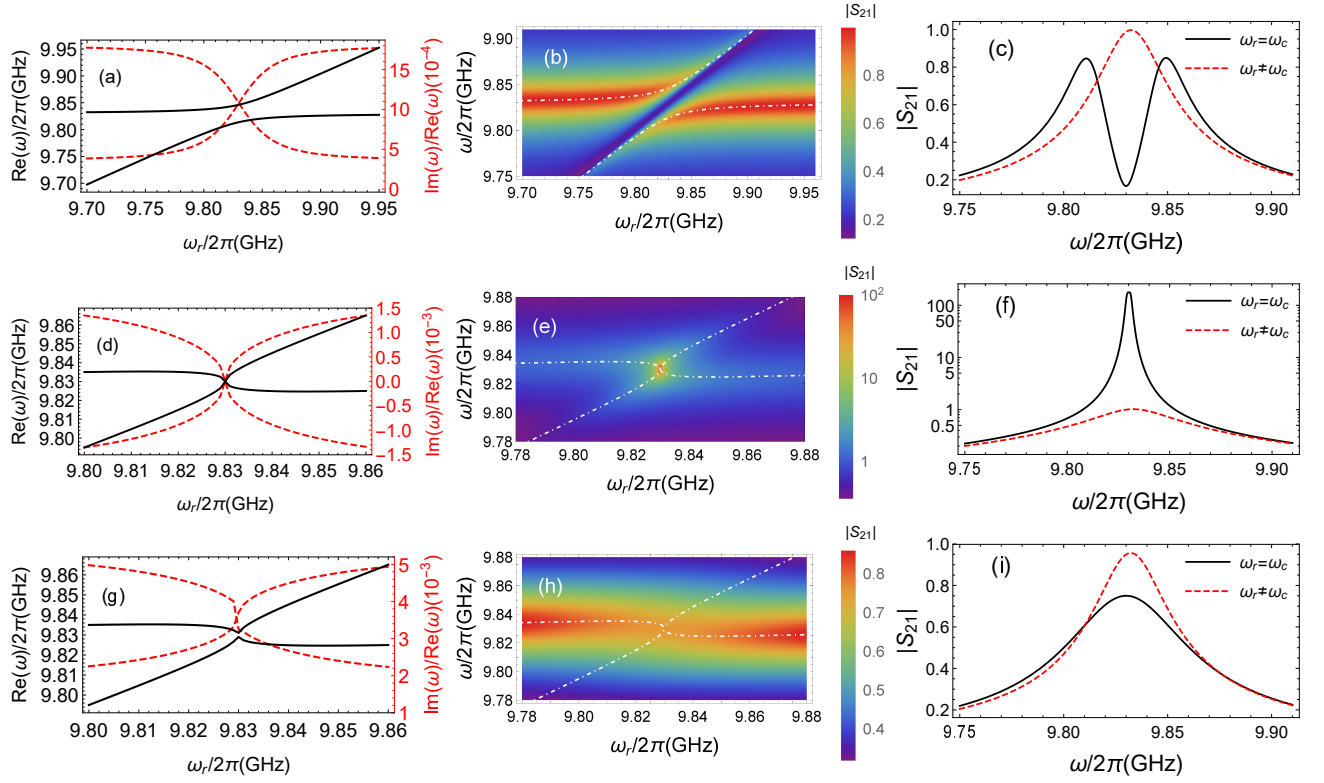 (a)
Re(ω)/2π(GHz)
9.95
9.90
9.85
9.80
9.75
9.70
15
10
5
0
Im(ω)/Re(ω)(10⁻⁴)
9.70 9.75 9.80 9.85 9.90 9.95
ωᵣ/2π(GHz)
(b)
ω/2π(GHz)
9.90
9.85
9.80
9.75
9.70 9.75 9.80 9.85 9.90 9.95
ωᵣ/2π(GHz)
|S₂₁|
0.8
0.6
0.4
0.2
(c)
ωᵣ=ω꜀
ωᵣ≠ω꜀
|S₂₁|
1.0
0.8
0.6
0.4
0.2
9.75 9.80 9.85 9.90
ω/2π(GHz)
(d)
Re(ω)/2π(GHz)
9.86
9.85
9.84
9.83
9.82
9.81
9.80
1.5
1.0
0.5
0.0
−0.5
−1.0
−1.5
Im(ω)/Re(ω)(10⁻³)
9.80 9.81 9.82 9.83 9.84 9.85 9.86
ωᵣ/2π(GHz)
(e)
ω/2π(GHz)
9.88
9.86
9.84
9.82
9.80
9.78
9.78 9.80 9.82 9.84 9.86 9.88
ωᵣ/2π(GHz)
|S₂₁|
10²
10
1
(f)
ωᵣ=ω꜀
ωᵣ≠ω꜀
|S₂₁|
100
50
10
5
1
0.5
9.75 9.80 9.85 9.90
ω/2π(GHz)
(g)
Re(ω)/2π(GHz)
9.86
9.85
9.84
9.83
9.82
9.81
9.80
5
4
3
2
1
Im(ω)/Re(ω)(10⁻³)
9.80 9.81 9.82 9.83 9.84 9.85 9.86
ωᵣ/2π(GHz)
(h)
ω/2π(GHz)
9.88
9.86
9.84
9.82
9.80
9.78
9.78 9.80 9.82 9.84 9.86 9.88
ωᵣ/2π(GHz)
|S₂₁|
0.8
0.7
0.6
0.5
0.4
(i)
ωᵣ=ω꜀
ωᵣ≠ω꜀
|S₂₁|
1.0
0.8
0.6
0.4
0.2
9.75 9.80 9.85 9.90
ω/2π(GHz)